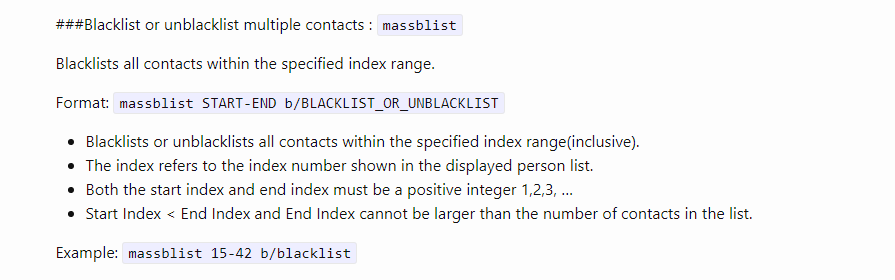 ###Blacklist or unblacklist multiple contacts : massblist
Blacklists all contacts within the specified index range.
Format: massblist START-END b/BLACKLIST_OR_UNBLACKLIST
• Blacklists or unblacklists all contacts within the specified index range(inclusive).
• The index refers to the index number shown in the displayed person list.
• Both the start index and end index must be a positive integer 1,2,3, ...
• Start Index < End Index and End Index cannot be larger than the number of contacts in the list.
Example: massblist 15-42 b/blacklist